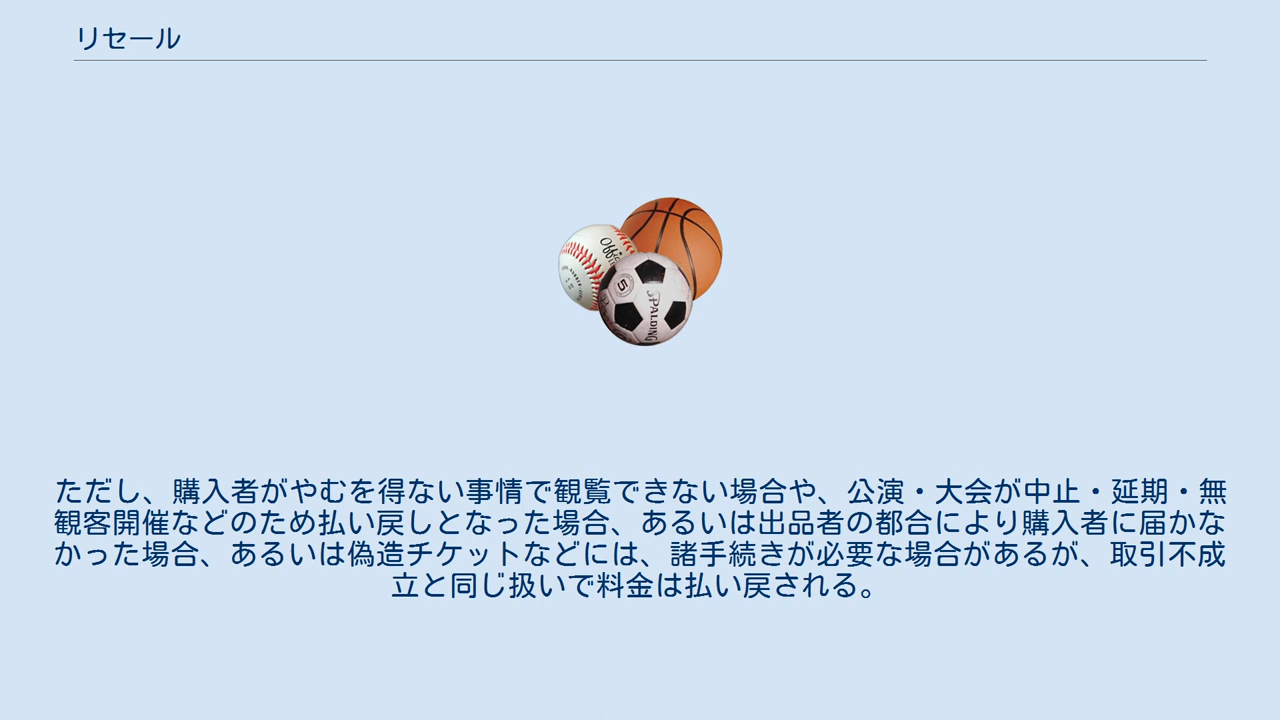 リセール
Offic
5
SPALDING
ただし、購入者がやむを得ない事情で観覧できない場合や、公演・大会が中止・延期・無
観客開催などのため払い戻しとなった場合、あるいは出品者の都合により購入者に届かな
かった場合、あるいは偽造チケットなどには、諸手続きが必要な場合があるが、取引不成
立と同じ扱いで料金は払い戻される。